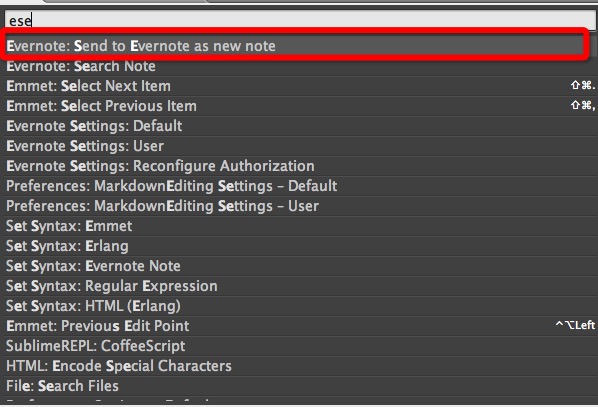 ese
Evernote: Send to Evernote as new note
Evernote: Search Note
Emmet: Select Next Item ⇧⌘.
Emmet: Select Previous Item ⇧⌘,
Evernote Settings: Default
Evernote Settings: User
Evernote Settings: Reconfigure Authorization
Preferences: MarkdownEditing Settings – Default
Preferences: MarkdownEditing Settings – User
Set Syntax: Emmet
Set Syntax: Erlang
Set Syntax: Evernote Note
Set Syntax: Regular Expression
Set Syntax: HTML (Erlang)
Emmet: Previous Edit Point ^⌥Left
SublimeREPL: CoffeeScript
HTML: Encode Special Characters
File: Search Files